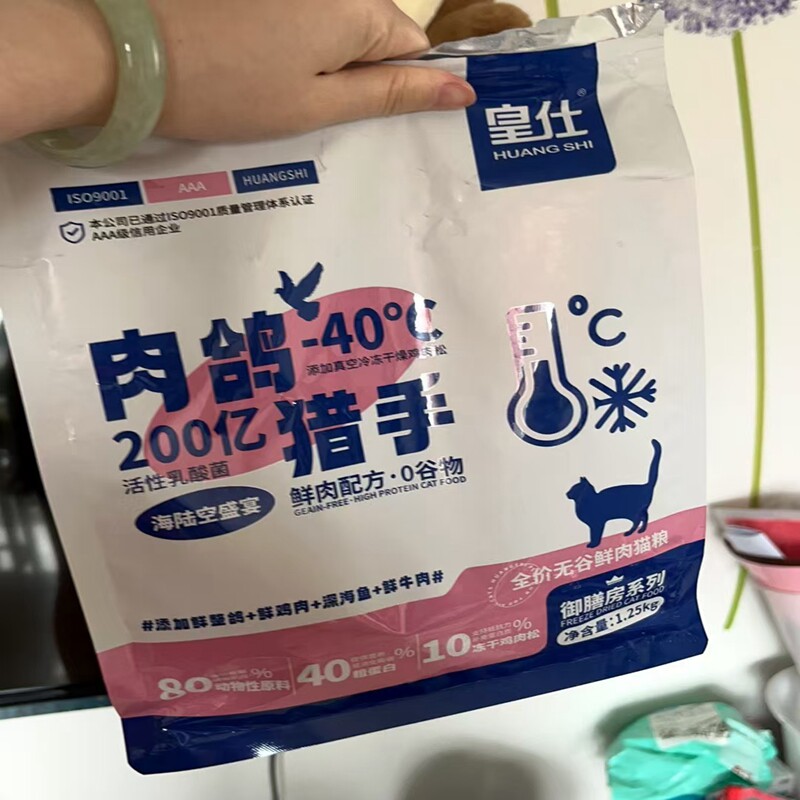 皇仕®
HUANG SHI
ISO9001 AAA HUANGSHI
本公司已通过ISO9001质量管理体系认证
AAA级信用企业
肉鸽 -40°C
添加真空冷冻干燥鸡肉松
200亿 猎手
活性乳酸菌
鲜肉配方·0谷物
GEAIN-FREE·HIGH PROTEIN CAT FOOD
海陆空盛宴
°C
#添加鲜整鸽+鲜鸡肉+深海鱼+鲜牛肉#
全价无谷鲜肉猫粮
御膳房系列
FREEZE DRIED CAT FOOD
净含量:1.25kg
80% 动物性原料
40% 粗蛋白
10% 冻干鸡肉松